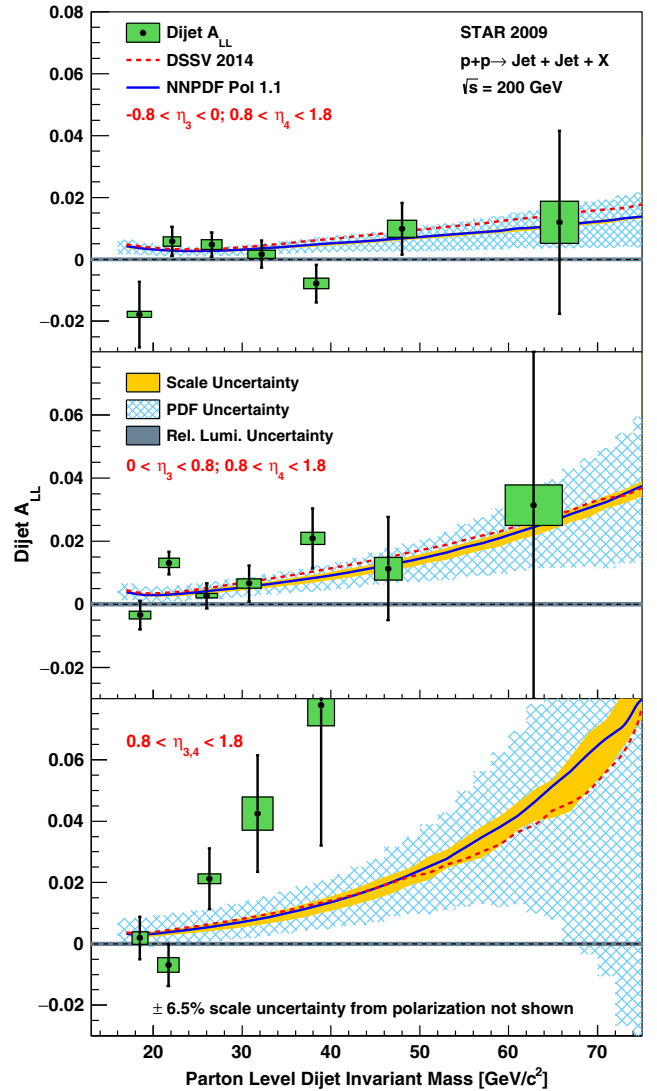 0.08
0.06
0.04
0.02
0
−0.02
Dijet A_LL
DSSV 2014
NNPDF Pol 1.1
-0.8 < η_3 < 0; 0.8 < η_4 < 1.8
STAR 2009
p+p→ Jet + Jet + X
√s = 200 GeV
0.06
0.04
0.02
0
−0.02
Scale Uncertainty
PDF Uncertainty
Rel. Lumi. Uncertainty
0 < η_3 < 0.8; 0.8 < η_4 < 1.8
Dijet A_LL
0.06
0.04
0.02
0
−0.02
0.8 < η_3,4 < 1.8
± 6.5% scale uncertainty from polarization not shown
20 30 40 50 60 70
Parton Level Dijet Invariant Mass [GeV/c²]